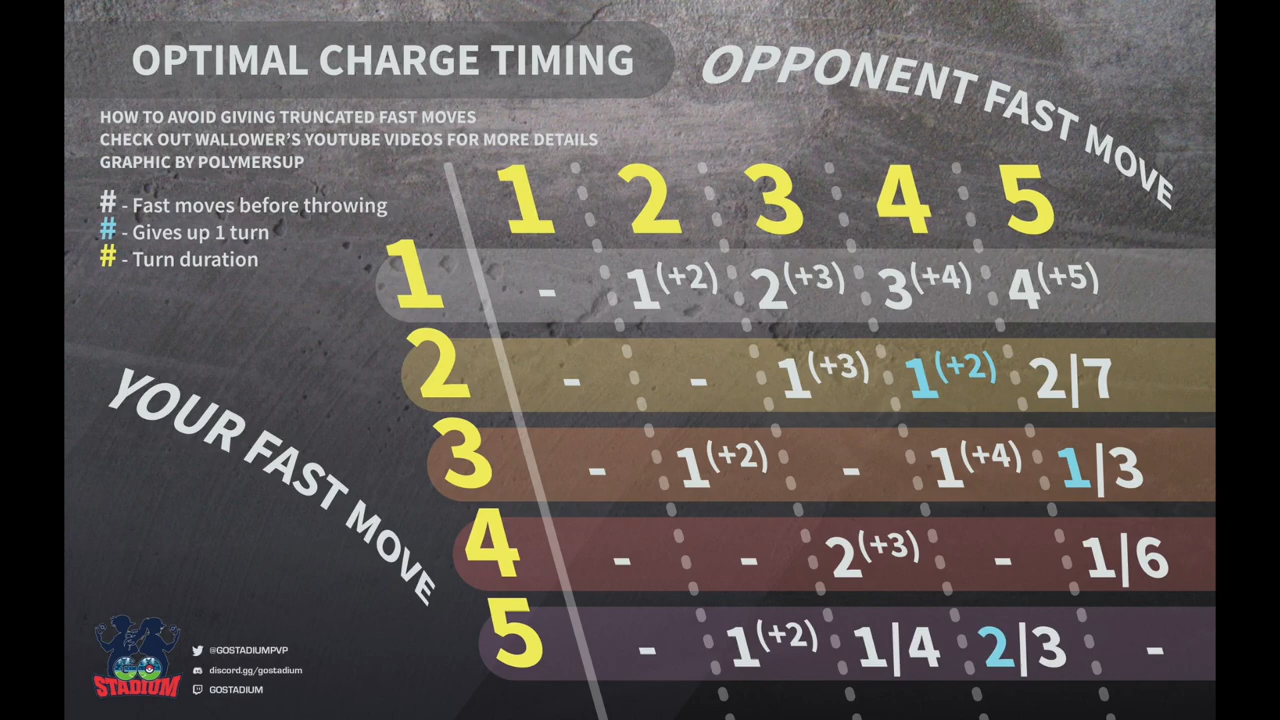 OPTIMAL CHARGE TIMING
OPPONENT FAST MOVE
HOW TO AVOID GIVING TRUNCATED FAST MOVES
CHECK OUT WALLOWER'S YOUTUBE VIDEOS FOR MORE DETAILS
GRAPHIC BY POLYMERSUP
# - Fast moves before throwing
# - Gives up 1 turn
# - Turn duration
1 2 3 4 5
1 - 1(+2) 2(+3) 3(+4) 4(+5)
2 - - 1(+3) 1(+2) 2|7
3 - 1(+2) - 1(+4) 1|3
4 - - 2(+3) - 1|6
5 - 1(+2) 1|4 2|3 -
YOUR FAST MOVE
STADIUM
@GOSTADIUMPVP
discord.gg/gostadium
GOSTADIUM